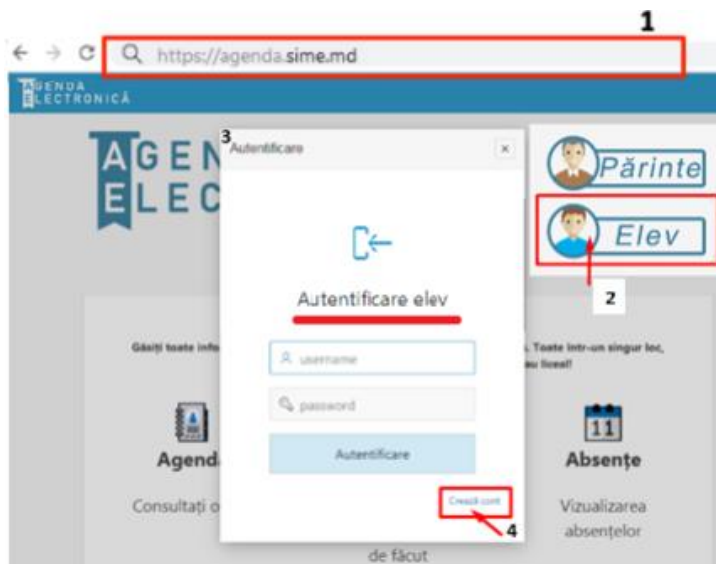 1
https://agenda.sime.md
AGENDA
ELECTRONICĂ
AGEN
ELEC
3
Autentificare
Părinte
Elev
2
Autentificare elev
Găsiți toate info
. Toate într-un singur loc,
au liceal!
username
password
Autentificare
Agend
11
Absențe
Consultați o
Creează cont
4
Vizualizarea
absențelor
de făcut